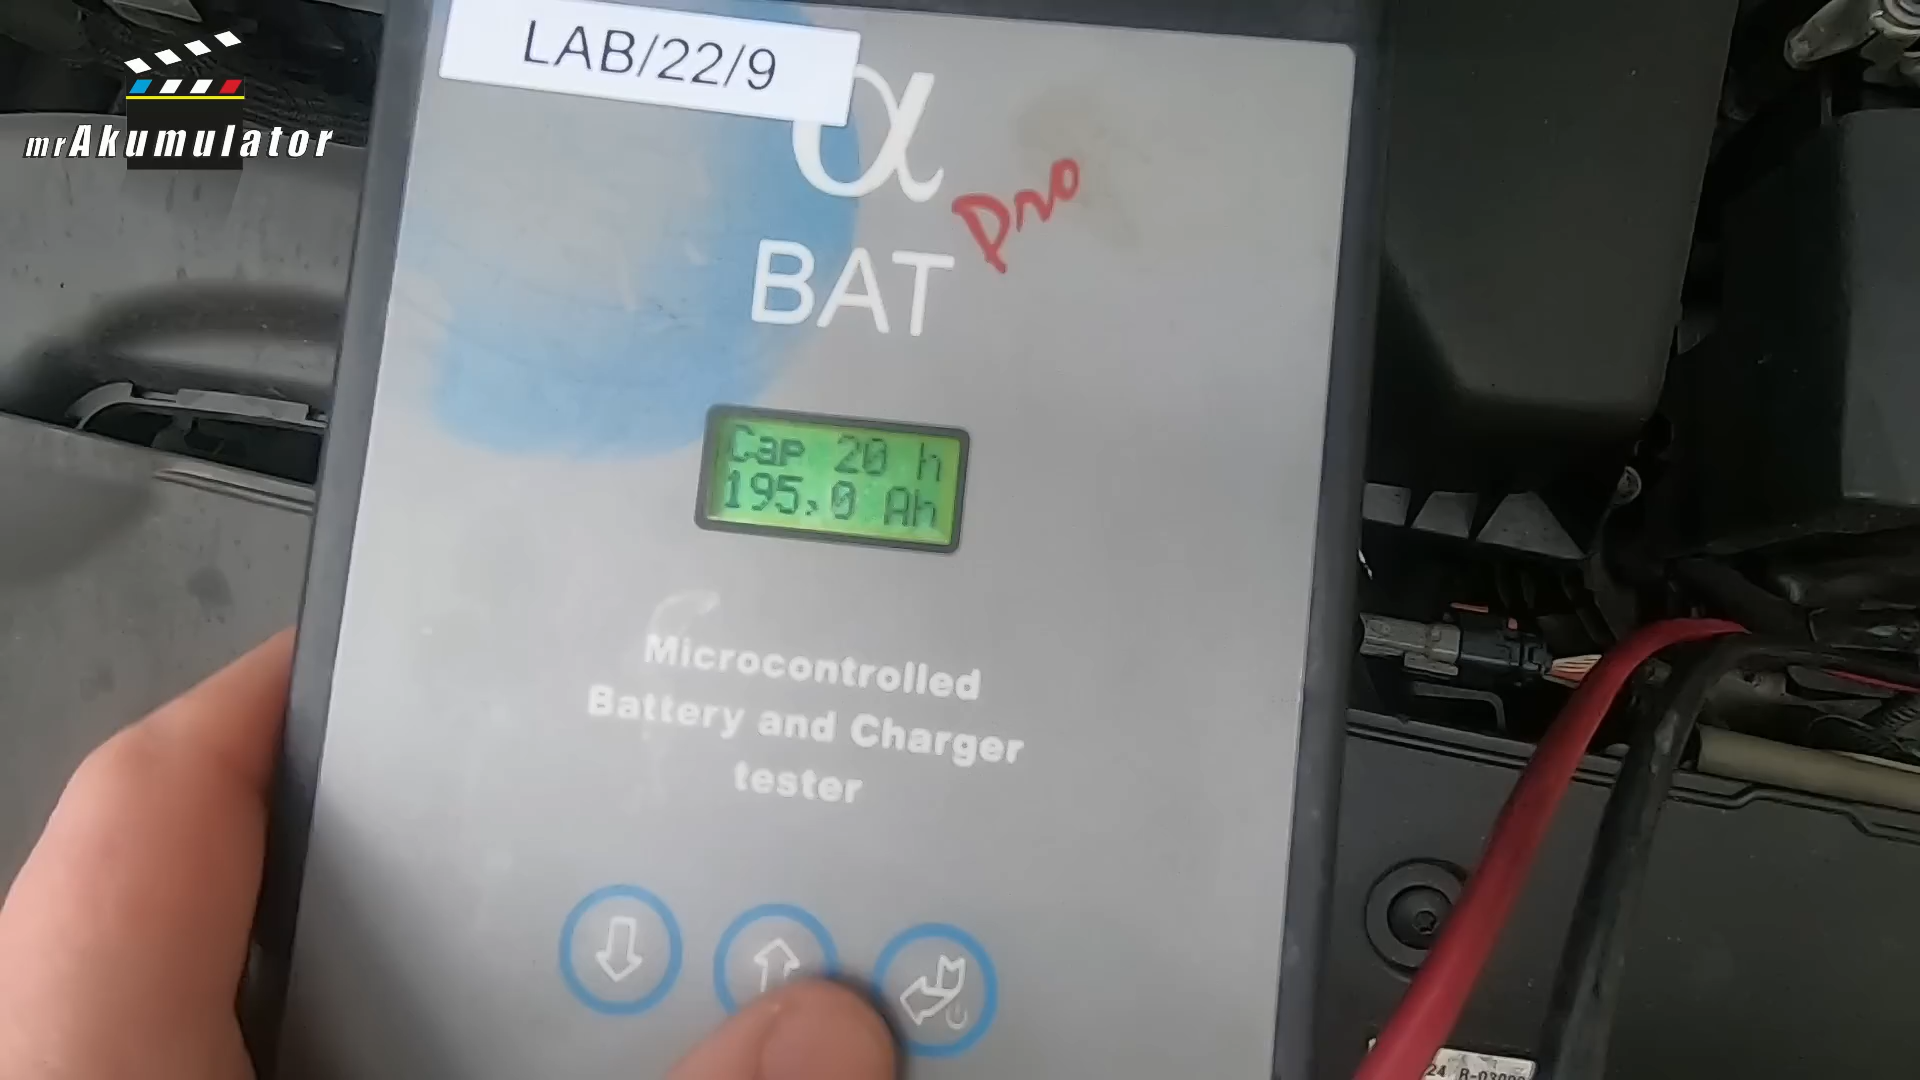 mrAkumulator
LAB/22/9
α
Pro
BAT
Cap 20 h
195,0 Ah
Microcontrolled
Battery and Charger
tester